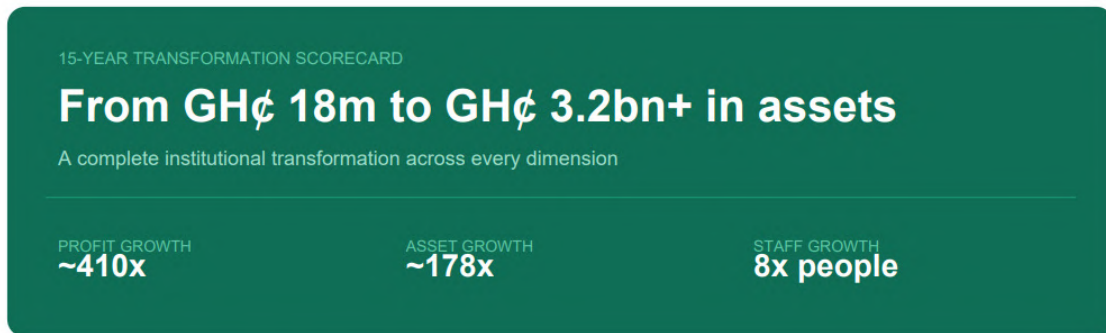 15-YEAR TRANSFORMATION SCORECARD
From GH₵ 18m to GH₵ 3.2bn+ in assets
A complete institutional transformation across every dimension
PROFIT GROWTH
~410x
ASSET GROWTH
~178x
STAFF GROWTH
8x people